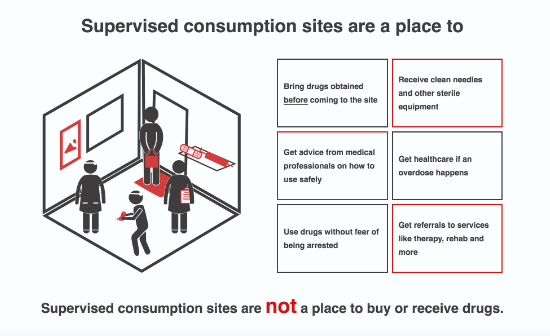 Supervised consumption sites are a place to
Bring drugs obtained
before coming to the site
Receive clean needles
and other sterile
equipment
Get advice from medical
professionals on how to
use safely
Get healthcare if an
overdose happens
Use drugs without fear of
being arrested
Get referrals to services
like therapy, rehab and
more
Supervised consumption sites are not a place to buy or receive drugs.